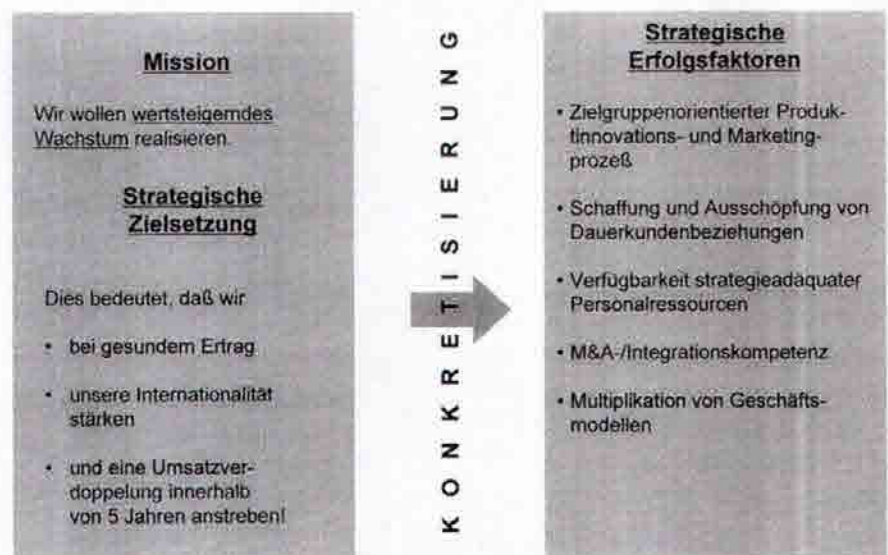 Mission
Wir wollen wertsteigerndes
Wachstum realisieren.
Strategische
Zielsetzung
Dies bedeutet, daß wir
• bei gesundem Ertrag
• unsere Internationalität
stärken
• und eine Umsatzver-
doppelung innerhalb
von 5 Jahren anstreben!
KONKRETISIERUNG
Strategische
Erfolgsfaktoren
• Zielgruppenorientierter Produk-
tinnovations- und Marketing-
prozeß
• Schaffung und Ausschöpfung von
Dauerkundenbeziehungen
• Verfügbarkeit strategieadäquater
Personalressourcen
• M&A-/Integrationskompetenz
• Multiplikation von Geschäfts-
modellen